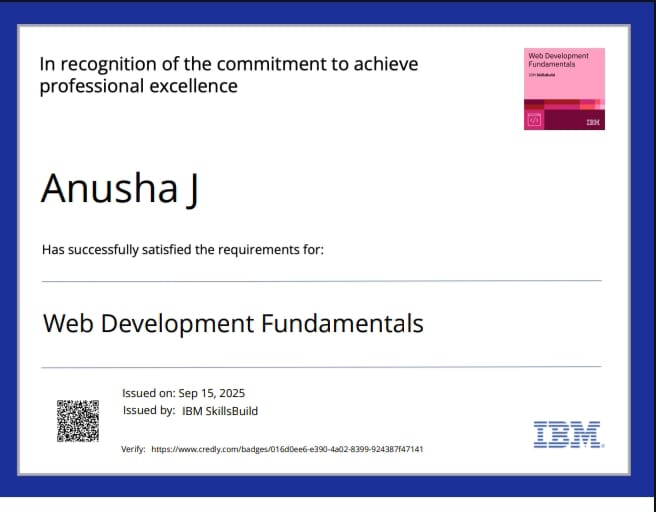 In recognition of the commitment to achieve
professional excellence
Web Development
Fundamentals
IBM SkillsBuild
IBM
Anusha J
Has successfully satisfied the requirements for:
Web Development Fundamentals
Issued on: Sep 15, 2025
Issued by: IBM SkillsBuild
Verify: https://www.credly.com/badges/016d0ee6-e390-4a02-8399-924387f47141
IBM.